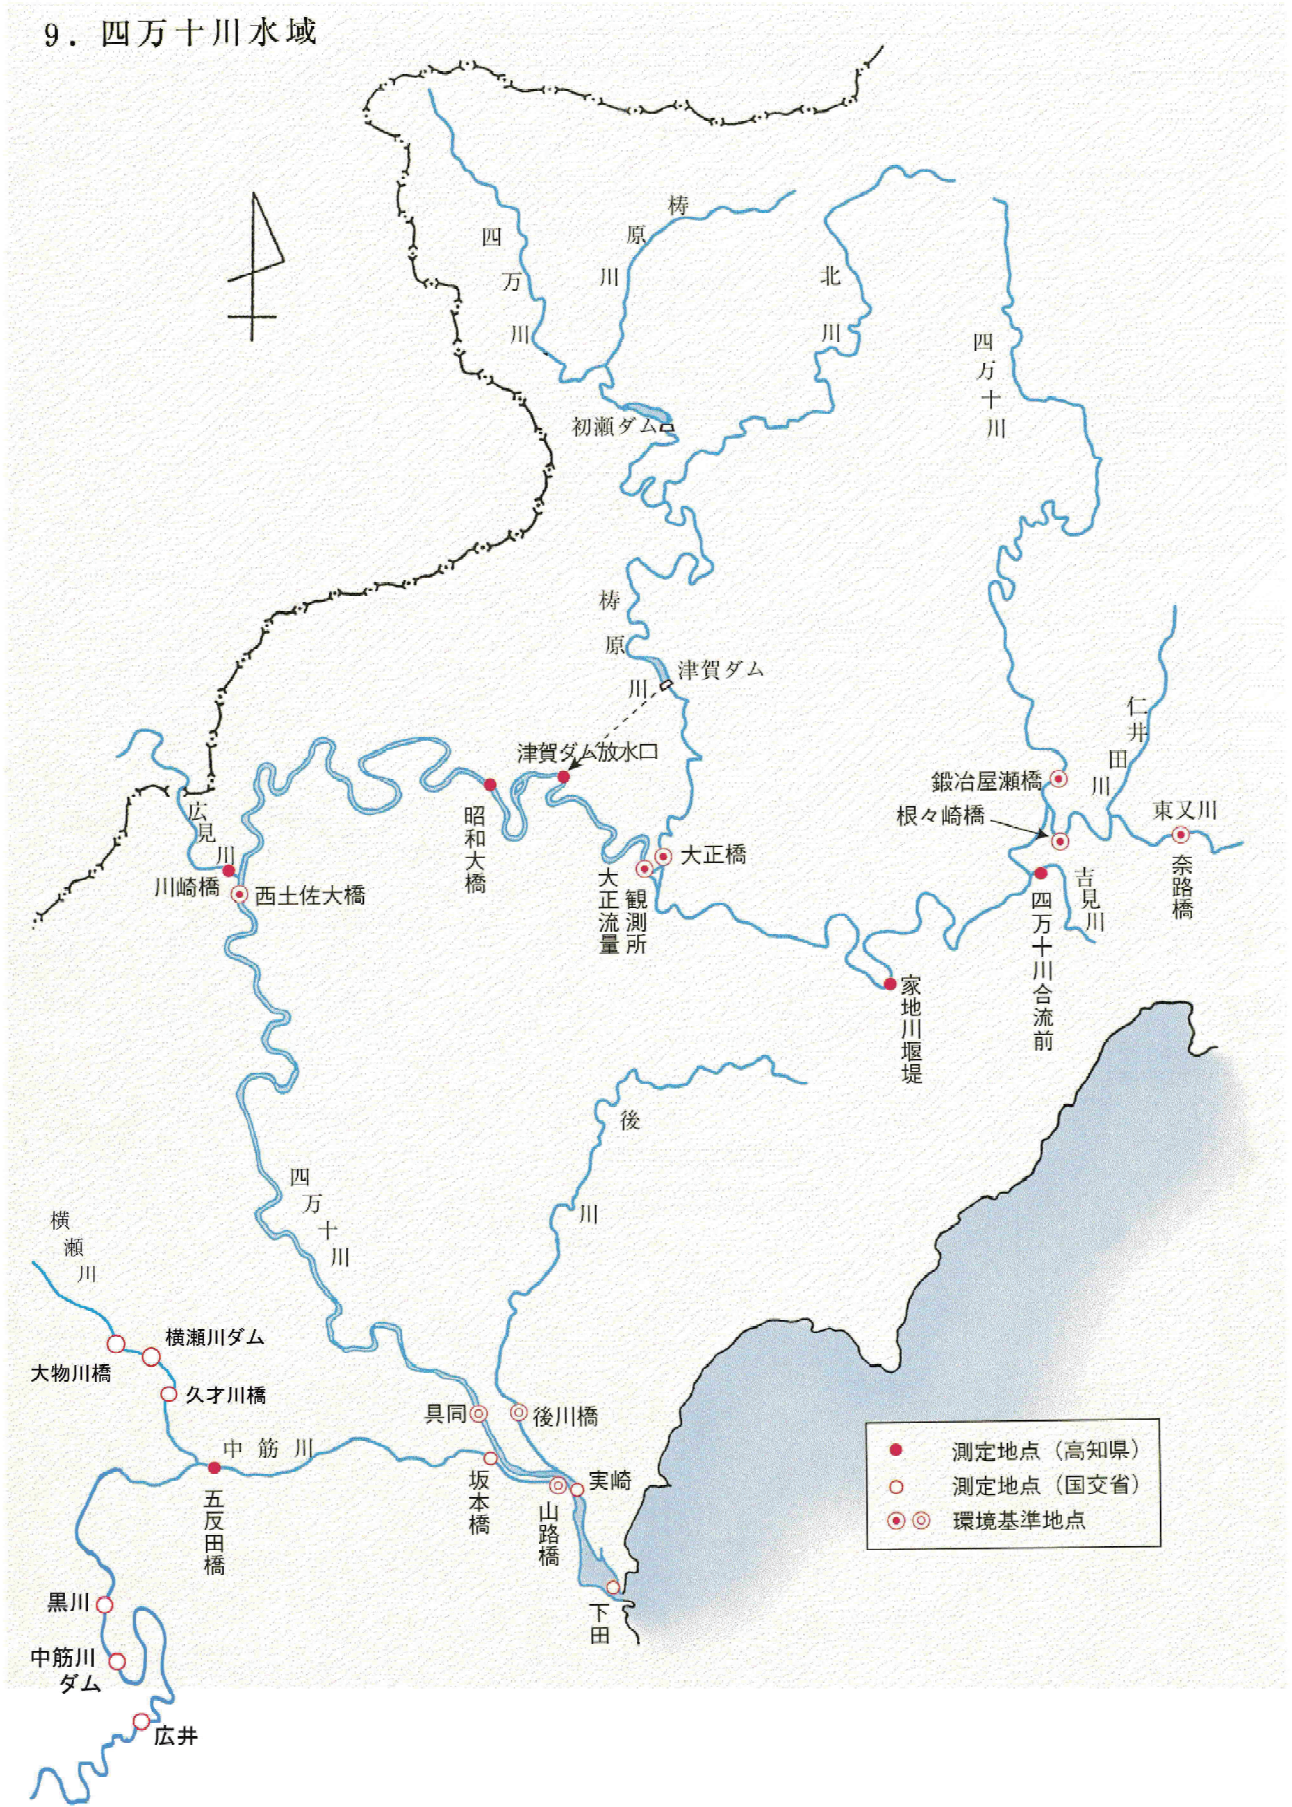 9. 四万十川水域
四万川
梼原川
北川
四万十川
初瀬ダム
梼原川
津賀ダム
津賀ダム放水口
仁井田川
鍛冶屋瀬橋
根々崎橋
東又川
奈路橋
吉見川
四万十川合流前
家地川堰堤
大正橋
大正流量観測所
昭和大橋
広見川
川崎橋
西土佐大橋
後川
四万十川
横瀬川
横瀬川ダム
大物川橋
久才川橋
中筋川
五反田橋
具同
後川橋
坂本橋
山路橋
実崎
下田
黒川
中筋川
ダム
広井
測定地点（高知県）
測定地点（国交省）
環境基準地点